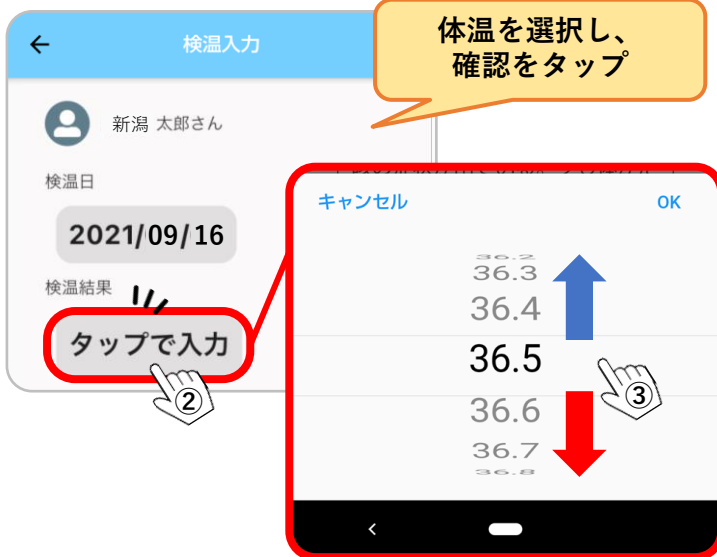 検温入力
体温を選択し、
確認をタップ
新潟 太郎さん
検温日
2021/09/16
検温結果
タップで入力
②
キャンセル
OK
36.2
36.3
36.4
36.5
36.6
36.7
36.8
③